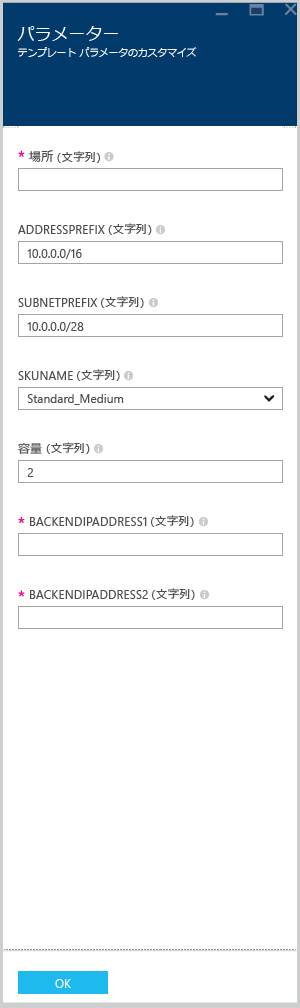 パラメーター
テンプレート パラメータのカスタマイズ
* 場所 (文字列)
ADDRESSPREFIX (文字列)
10.0.0.0/16
SUBNETPREFIX (文字列)
10.0.0.0/28
SKUNAME (文字列)
Standard_Medium
容量 (文字列)
2
* BACKENDIPADDRESS1 (文字列)
* BACKENDIPADDRESS2 (文字列)
OK